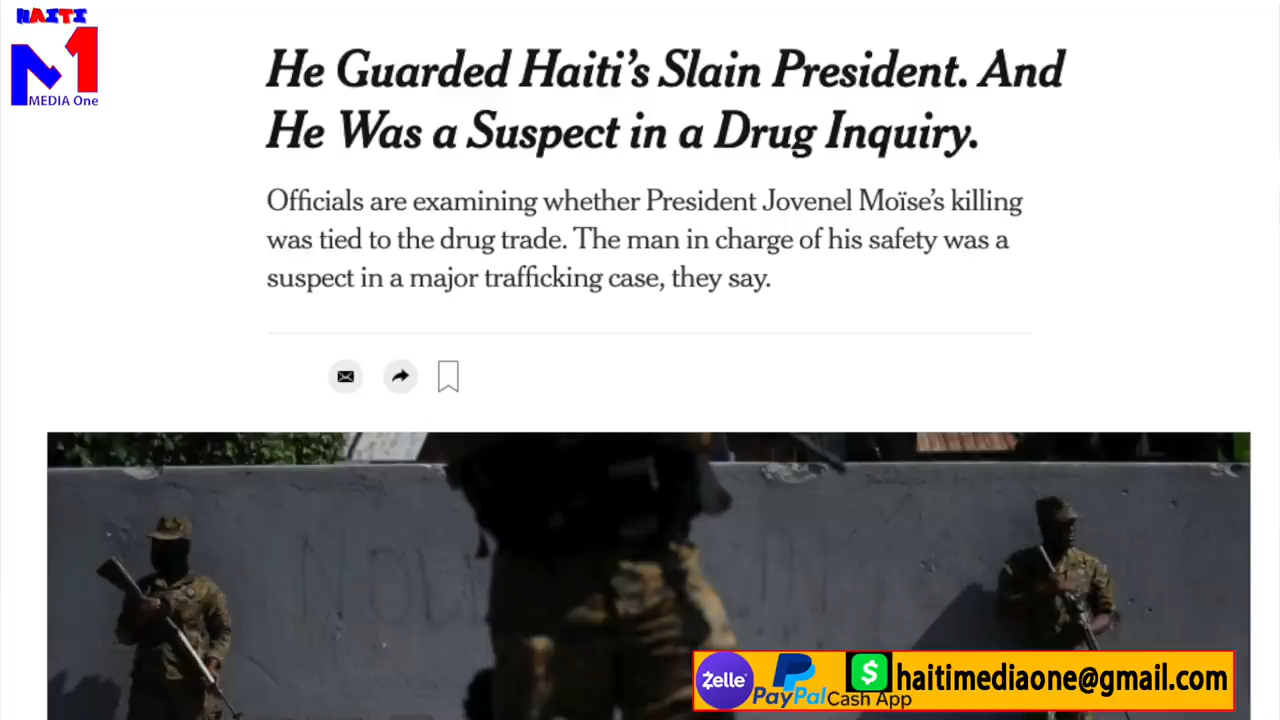 HAITI
M1
MEDIA One
He Guarded Haiti's Slain President. And
He Was a Suspect in a Drug Inquiry.
Officials are examining whether President Jovenel Moïse's killing
was tied to the drug trade. The man in charge of his safety was a
suspect in a major trafficking case, they say.
Zelle PayPal $ Cash App haitimediaone@gmail.com